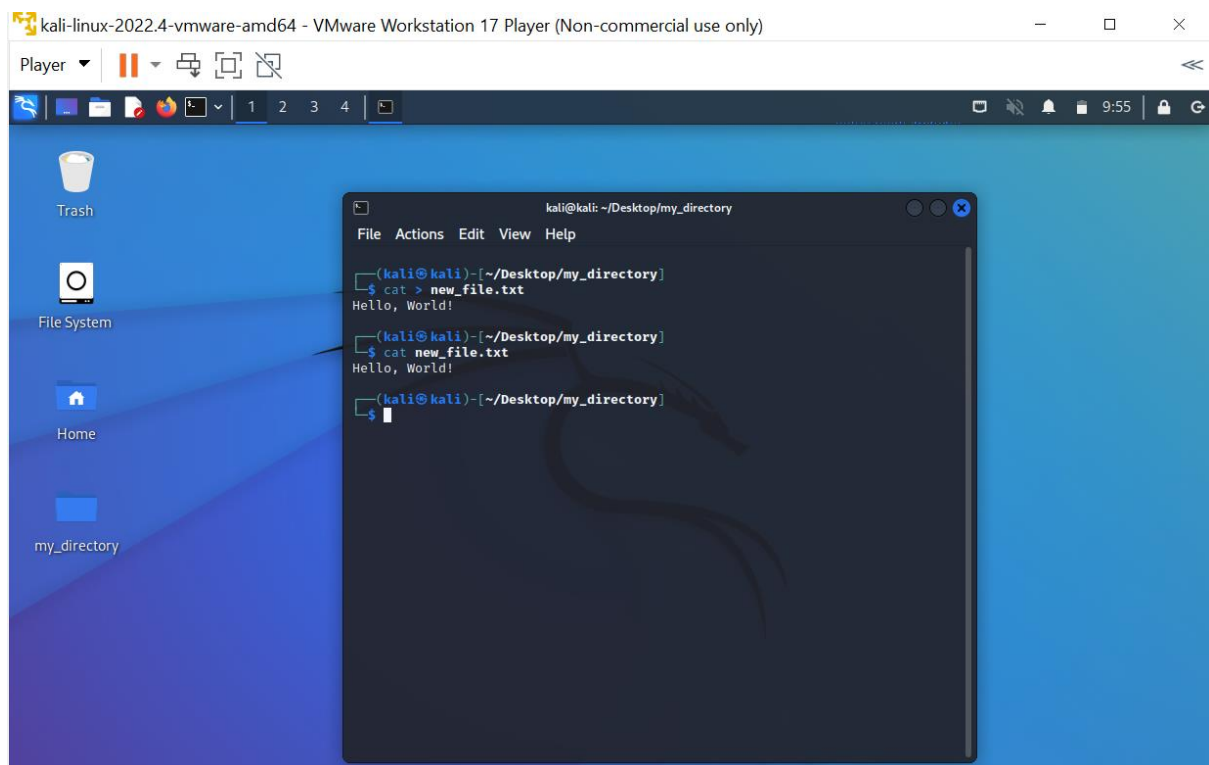 kali-linux-2022.4-vmware-amd64 - VMware Workstation 17 Player (Non-commercial use only)
Player
1 2 3 4
9:55
Trash
File System
Home
my_directory
kali@kali: ~/Desktop/my_directory
File Actions Edit View Help
┌──(kali㉿kali)-[~/Desktop/my_directory]
└─$ cat > new_file.txt
Hello, World!
┌──(kali㉿kali)-[~/Desktop/my_directory]
└─$ cat new_file.txt
Hello, World!
┌──(kali㉿kali)-[~/Desktop/my_directory]
└─$